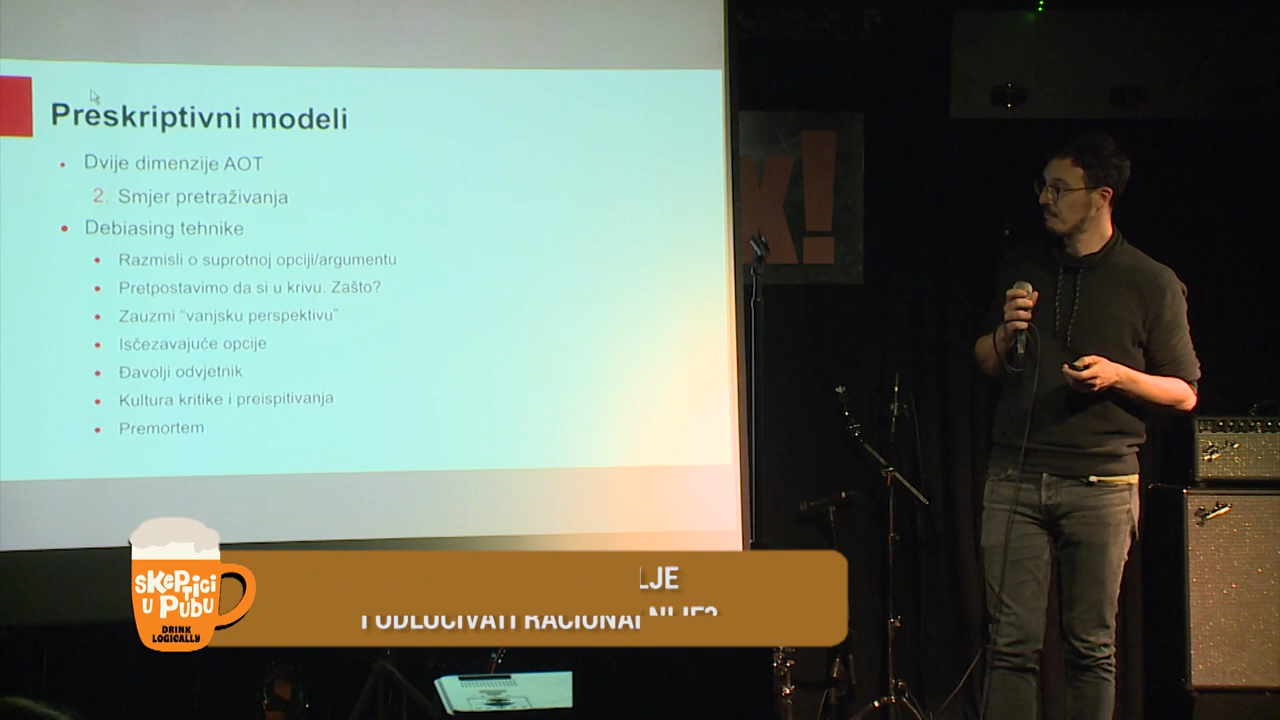 Preskriptivni modeli
• Dvije dimenzije AOT
2. Smjer pretraživanja
• Debiasing tehnike
• Razmisli o suprotnoj opciji/argumentu
• Pretpostavimo da si u krivu. Zašto?
• Zauzmi “vanjsku perspektivu”
• Isčezavajuće opcije
• Đavolji odvjetnik
• Kultura kritike i preispitivanja
• Premortem
K!
SKEPTICI
U PUBU
DRINK
LOGICALLY
LJE